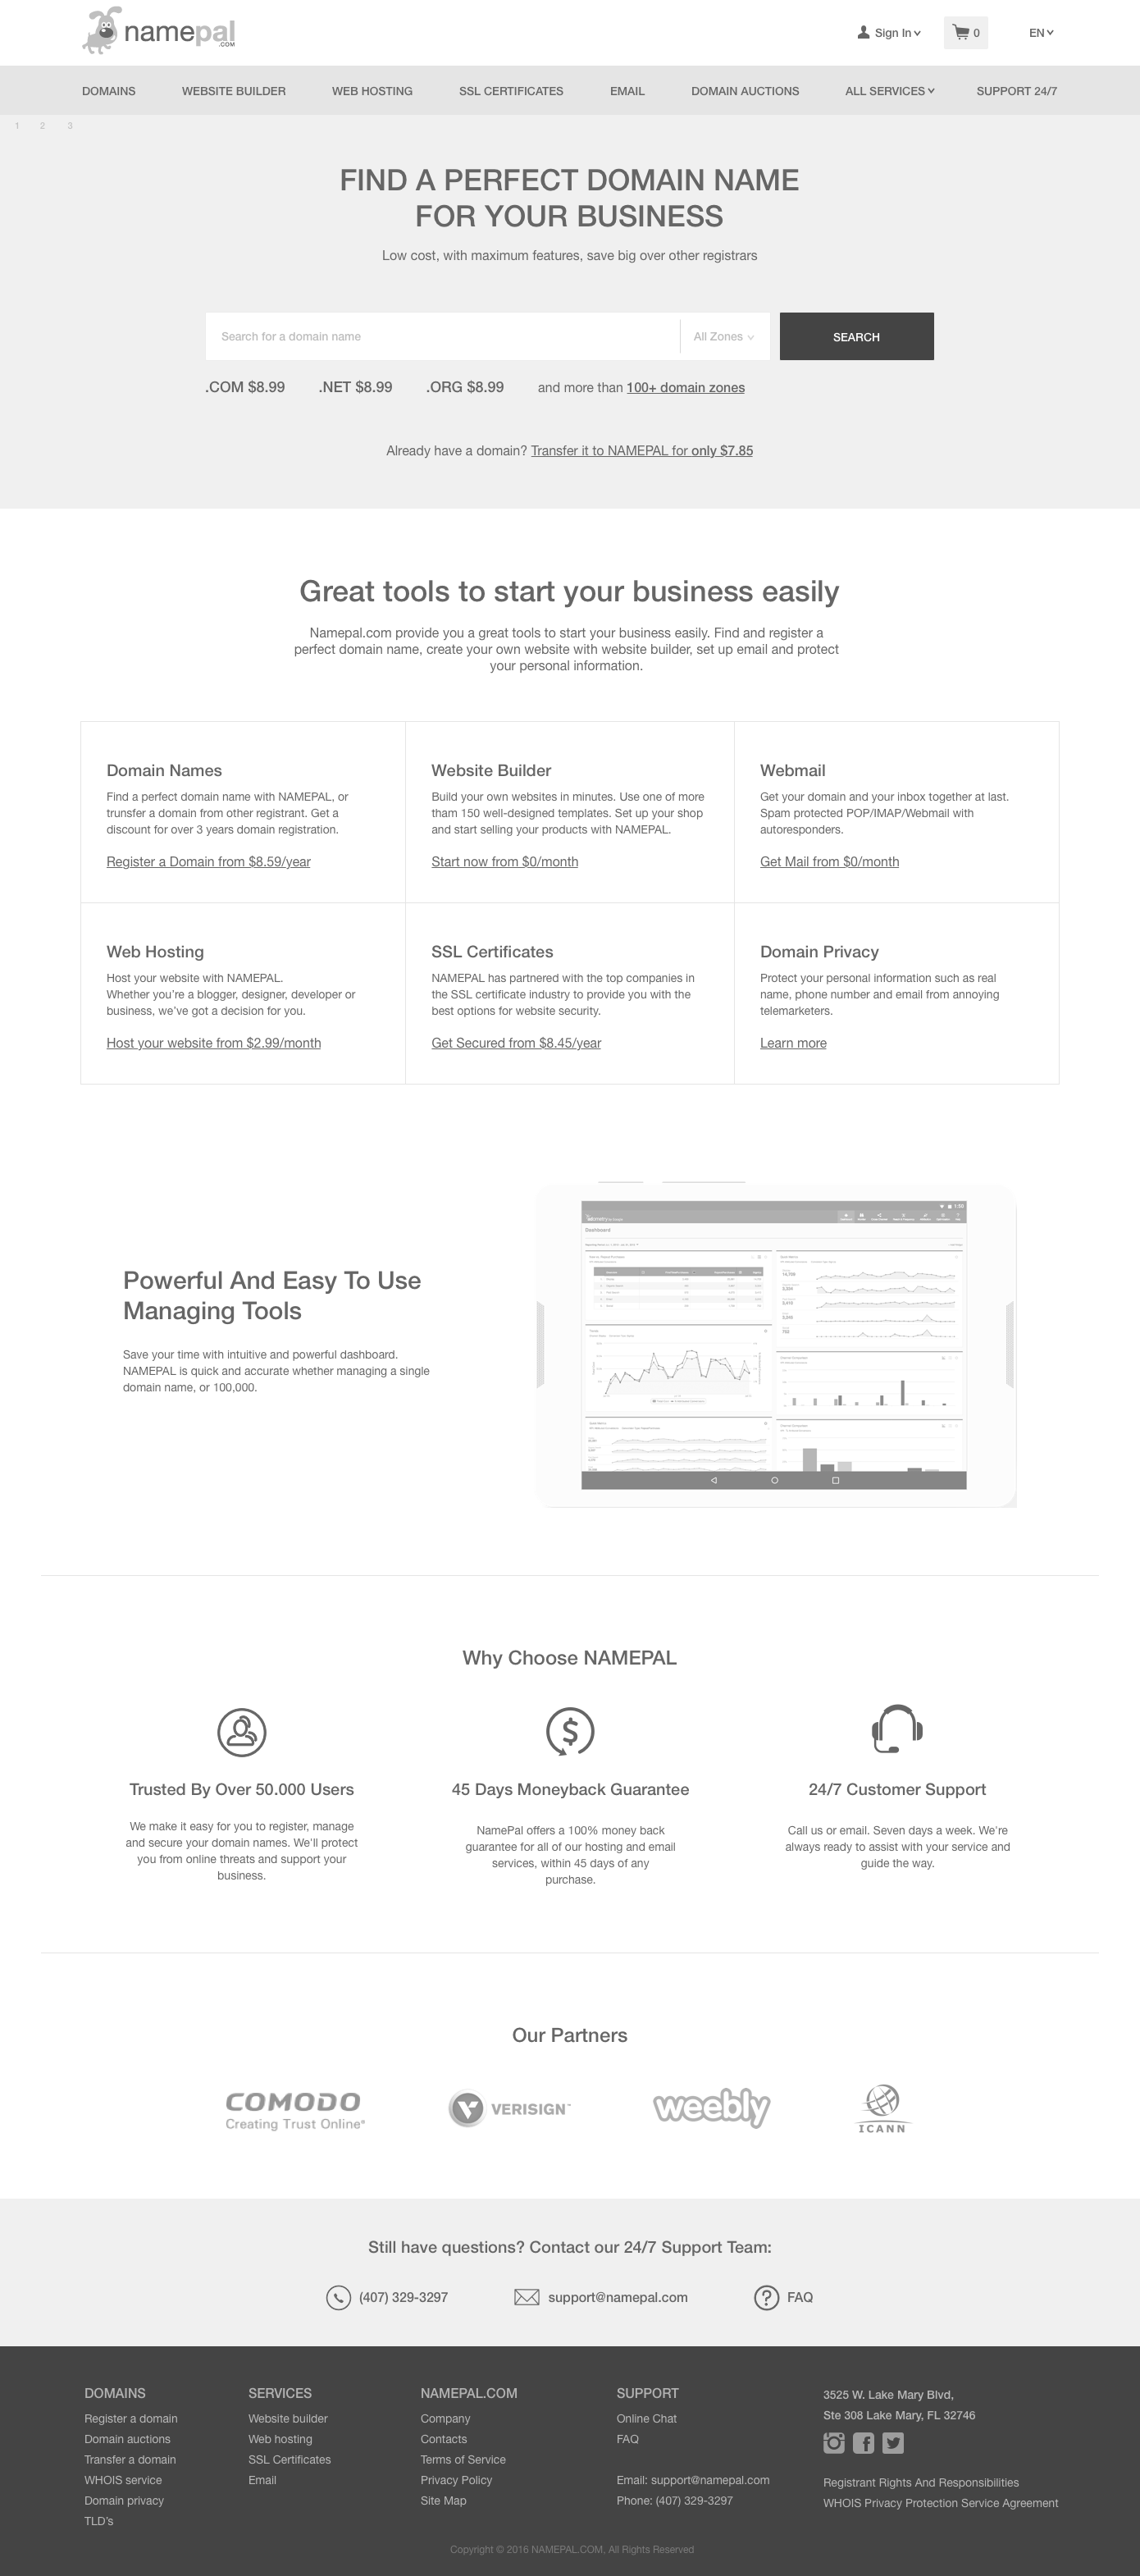 namepal
.COM
Sign In
0
EN
DOMAINS
WEBSITE BUILDER
WEB HOSTING
SSL CERTIFICATES
EMAIL
DOMAIN AUCTIONS
ALL SERVICES
SUPPORT 24/7
1 2 3
FIND A PERFECT DOMAIN NAME
FOR YOUR BUSINESS
Low cost, with maximum features, save big over other registrars
Search for a domain name
All Zones
SEARCH
.COM $8.99
.NET $8.99
.ORG $8.99
and more than 100+ domain zones
Already have a domain? Transfer it to NAMEPAL for only $7.85
Great tools to start your business easily
Namepal.com provide you a great tools to start your business easily. Find and register a
perfect domain name, create your own website with website builder, set up email and protect
your personal information.
Domain Names
Find a perfect domain name with NAMEPAL, or
trunsfer a domain from other registrant. Get a
discount for over 3 years domain registration.
Register a Domain from $8.59/year
Website Builder
Build your own websites in minutes. Use one of more
tham 150 well-designed templates. Set up your shop
and start selling your products with NAMEPAL.
Start now from $0/month
Webmail
Get your domain and your inbox together at last.
Spam protected POP/IMAP/Webmail with
autoresponders.
Get Mail from $0/month
Web Hosting
Host your website with NAMEPAL.
Whether you're a blogger, designer, developer or
business, we've got a decision for you.
Host your website from $2.99/month
SSL Certificates
NAMEPAL has partnered with the top companies in
the SSL certificate industry to provide you with the
best options for website security.
Get Secured from $8.45/year
Domain Privacy
Protect your personal information such as real
name, phone number and email from annoying
telemarketers.
Learn more
Powerful And Easy To Use
Managing Tools
Save your time with intuitive and powerful dashboard.
NAMEPAL is quick and accurate whether managing a single
domain name, or 100,000.
1:50
Dashboard
Why Choose NAMEPAL
Trusted By Over 50.000 Users
We make it easy for you to register, manage
and secure your domain names. We'll protect
you from online threats and support your
business.
45 Days Moneyback Guarantee
NamePal offers a 100% money back
guarantee for all of our hosting and email
services, within 45 days of any
purchase.
24/7 Customer Support
Call us or email. Seven days a week. We're
always ready to assist with your service and
guide the way.
Our Partners
COMODO
Creating Trust Online®
VERISIGN™
weebly
ICANN
Still have questions? Contact our 24/7 Support Team:
(407) 329-3297
support@namepal.com
FAQ
DOMAINS
Register a domain
Domain auctions
Transfer a domain
WHOIS service
Domain privacy
TLD's
SERVICES
Website builder
Web hosting
SSL Certificates
Email
NAMEPAL.COM
Company
Contacts
Terms of Service
Privacy Policy
Site Map
SUPPORT
Online Chat
FAQ
Email: support@namepal.com
Phone: (407) 329-3297
3525 W. Lake Mary Blvd,
Ste 308 Lake Mary, FL 32746
Registrant Rights And Responsibilities
WHOIS Privacy Protection Service Agreement
Copyright © 2016 NAMEPAL.COM, All Rights Reserved